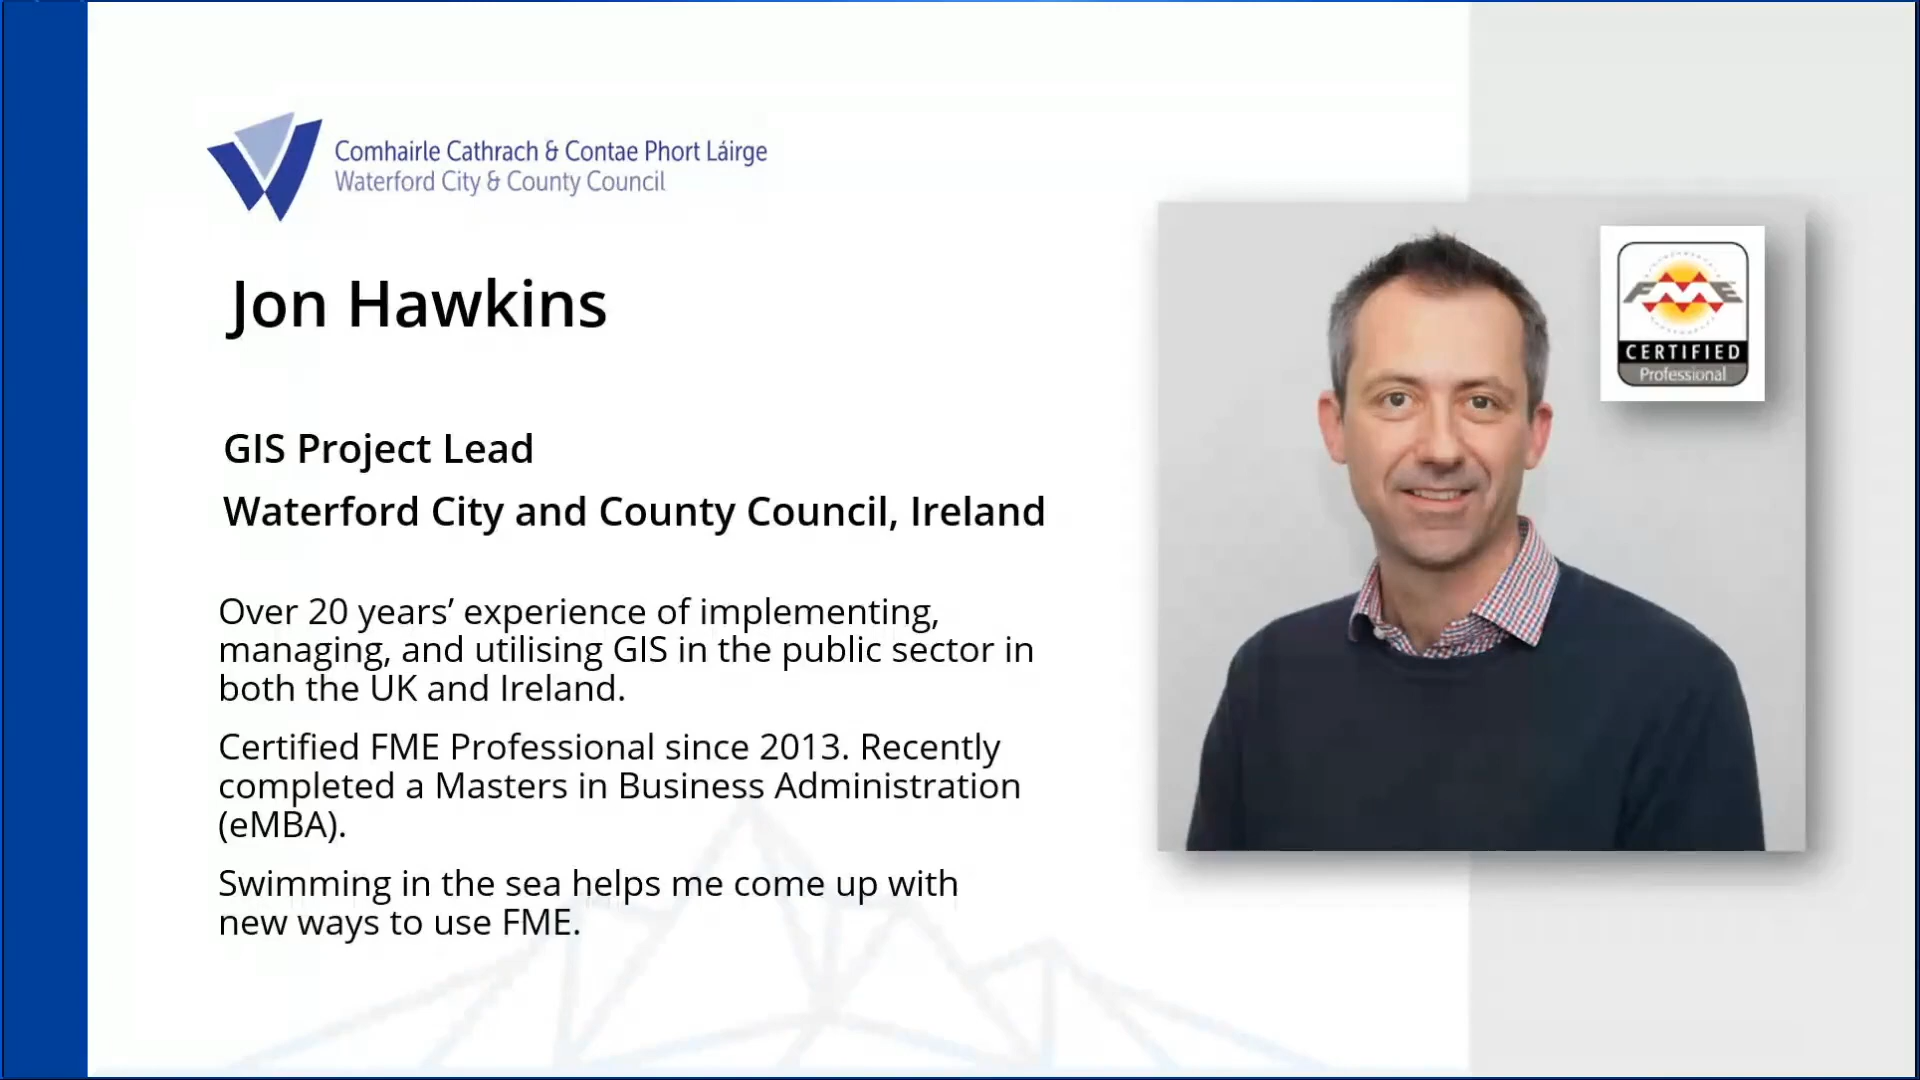 Comhairle Cathrach & Contae Phort Láirge
Waterford City & County Council
Jon Hawkins
GIS Project Lead
Waterford City and County Council, Ireland
Over 20 years’ experience of implementing,
managing, and utilising GIS in the public sector in
both the UK and Ireland.
Certified FME Professional since 2013. Recently
completed a Masters in Business Administration
(eMBA).
Swimming in the sea helps me come up with
new ways to use FME.
FME
CERTIFIED
Professional